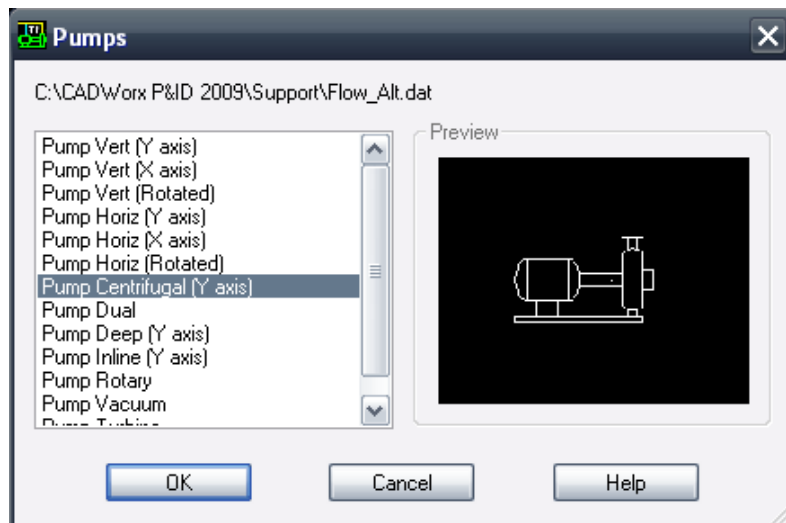 Pumps
C:\CADWorx P&ID 2009\Support\Flow_Alt.dat
Pump Vert (Y axis)
Pump Vert (X axis)
Pump Vert (Rotated)
Pump Horiz (Y axis)
Pump Horiz (X axis)
Pump Horiz (Rotated)
Pump Centrifugal (Y axis)
Pump Dual
Pump Deep (Y axis)
Pump Inline (Y axis)
Pump Rotary
Pump Vacuum
Pump Turbine
Preview
OK
Cancel
Help